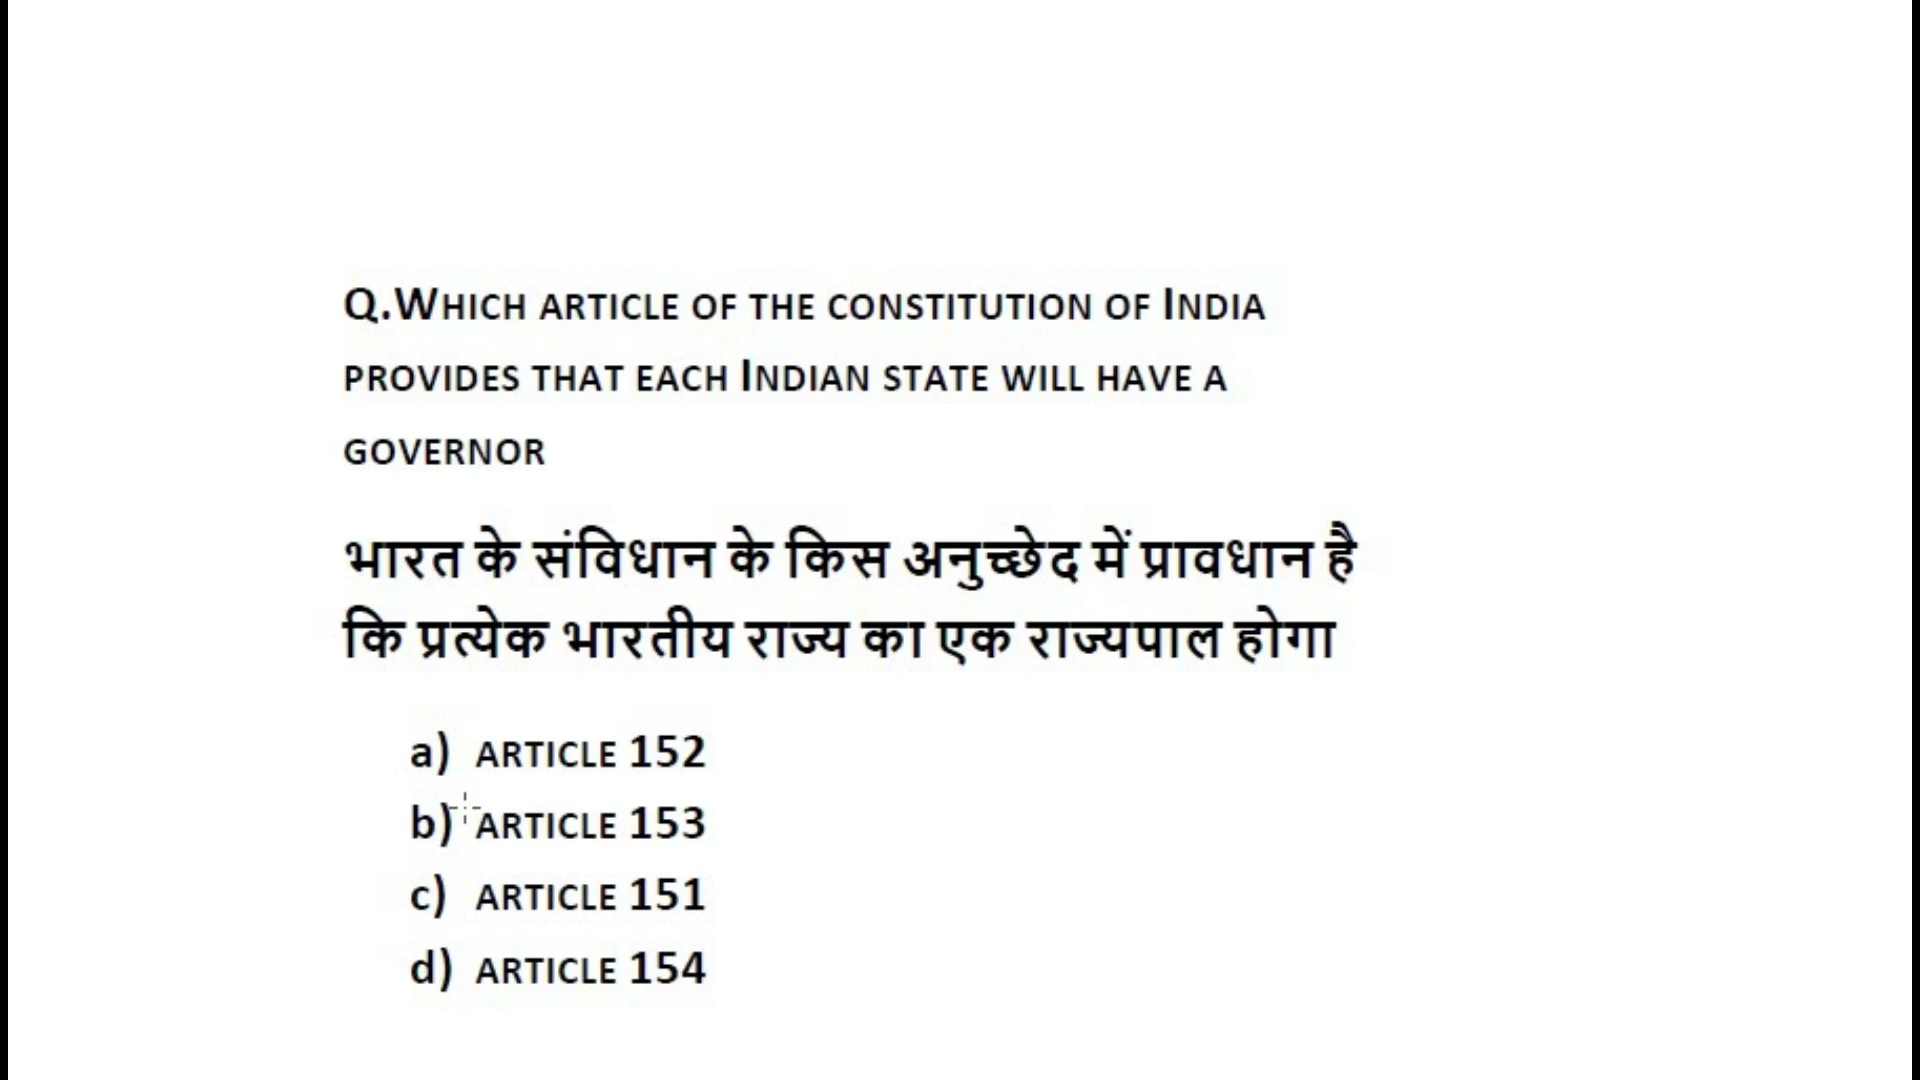 Q.WHICH ARTICLE OF THE CONSTITUTION OF INDIA
PROVIDES THAT EACH INDIAN STATE WILL HAVE A
GOVERNOR
भारत के संविधान के किस अनुच्छेद में प्रावधान है
कि प्रत्येक भारतीय राज्य का एक राज्यपाल होगा
a) ARTICLE 152
b) ARTICLE 153
c) ARTICLE 151
d) ARTICLE 154